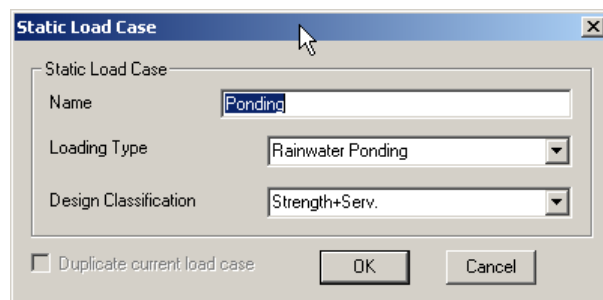 Static Load Case
Static Load Case
Name Ponding
Loading Type Rainwater Ponding
Design Classification Strength+Serv.
Duplicate current load case OK Cancel